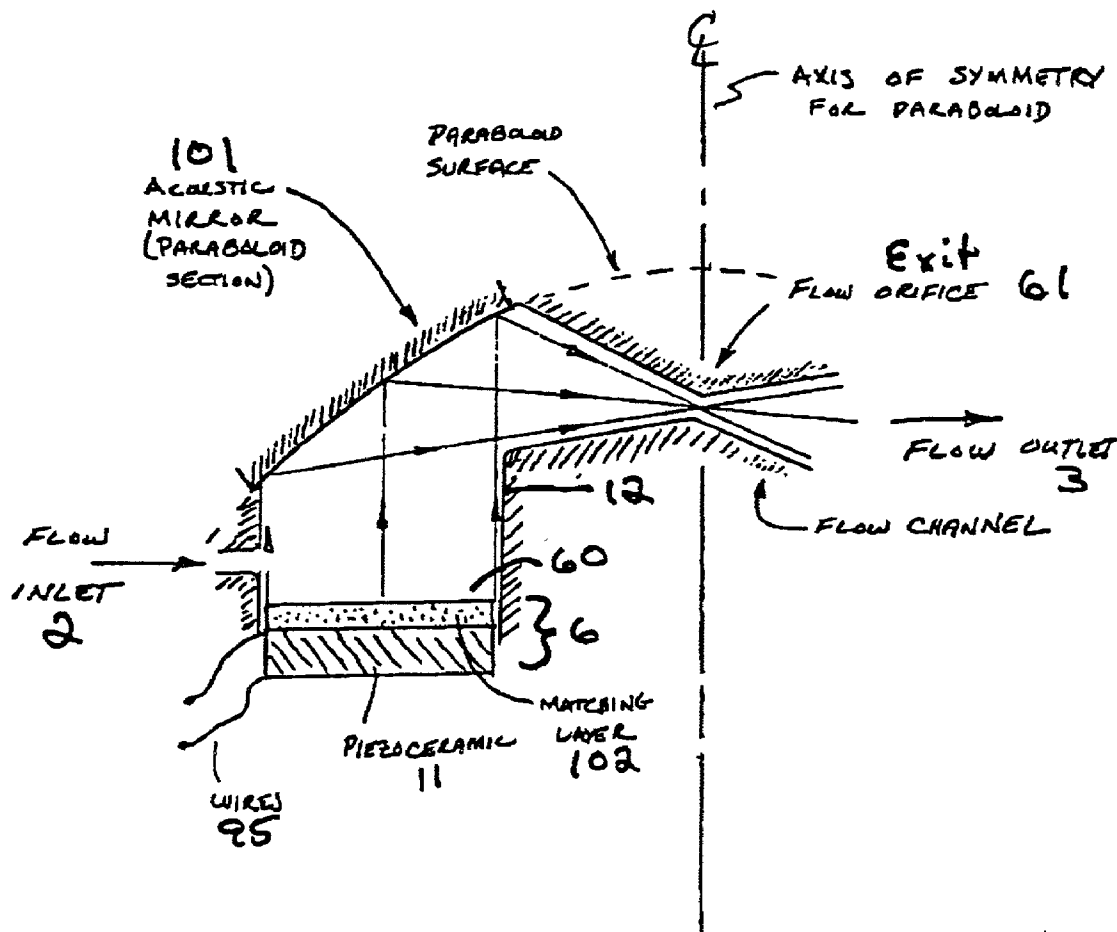 ℄
AXIS OF SYMMETRY
FOR PARABOLOID
PARABOLOID
SURFACE
101
ACOUSTIC
MIRROR
(PARABOLOID
SECTION)
Exit
FLOW ORIFICE 61
FLOW OUTLET
3
12
FLOW CHANNEL
FLOW
INLET
2
60
6
MATCHING
LAYER
102
PIEZOCERAMIC
11
WIRES
95